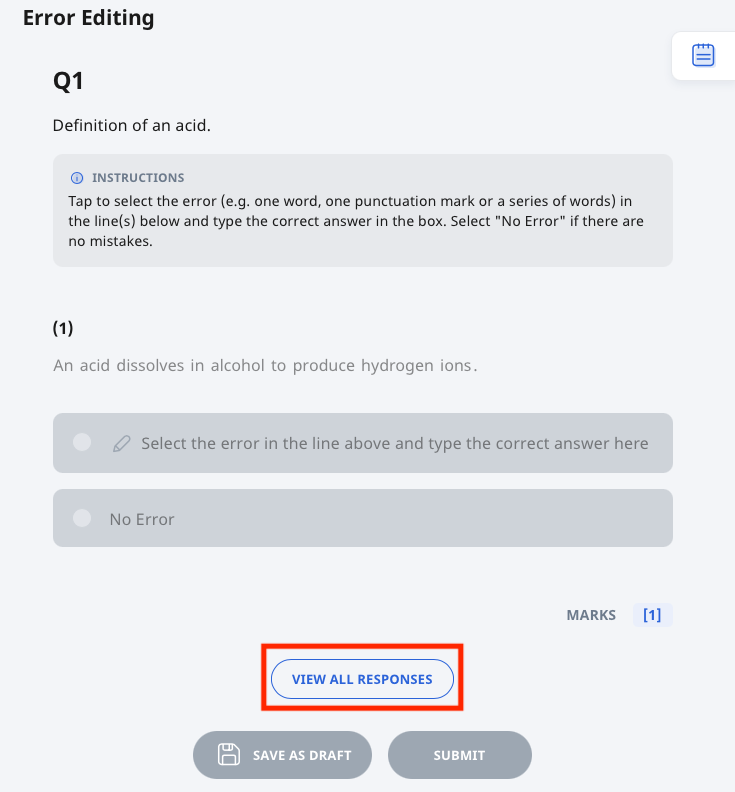 Error Editing
Q1
Definition of an acid.
INSTRUCTIONS
Tap to select the error (e.g. one word, one punctuation mark or a series of words) in
the line(s) below and type the correct answer in the box. Select "No Error" if there are
no mistakes.
(1)
An acid dissolves in alcohol to produce hydrogen ions.
Select the error in the line above and type the correct answer here
No Error
MARKS [1]
VIEW ALL RESPONSES
SAVE AS DRAFT SUBMIT